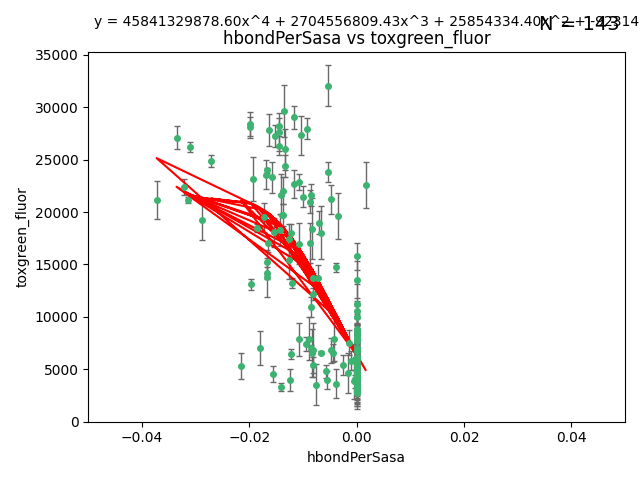 y = 45841329878.60x^4 + 2704556809.43x^3 + 25854334.40x^2 +
N = 143
hbondPerSasa vs toxgreen_fluor
35000
30000
25000
20000
15000
10000
5000
0
toxgreen_fluor
−0.04 −0.02 0.00 0.02 0.04
hbondPerSasa